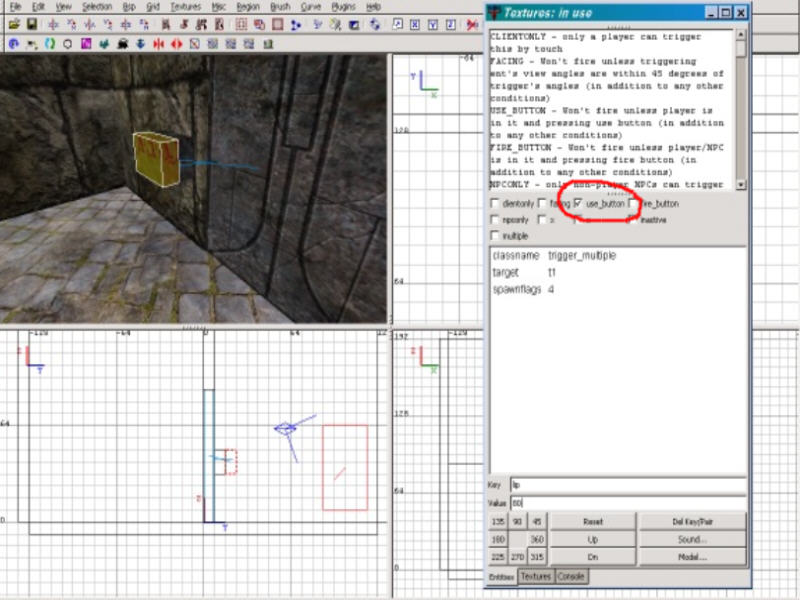 File Edit View Selection Bsp Grid Textures Misc Region Brush Curve Plugins Help
Textures: in use
CLIENTONLY - only a player can trigger
this by touch
FACING - Won't fire unless triggering
ent's view angles are within 45 degrees of
trigger's angles (in addition to any other
conditions)
USE_BUTTON - Won't fire unless player is
in it and pressing use button (in addition
to any other conditions)
FIRE_BUTTON - Won't fire unless player/NPC
is in it and pressing fire button (in
addition to any other conditions)
NPCONLY - only non-player NPCs can trigger
clientonly facing use_button fire_button
npconly x x inactive
multiple
classname trigger_multiple
target t1
spawnflags 4
Key lip
Value 80
135 90 45 Reset Del Key/Pair
180 360 Up Sound...
225 270 315 Dn Model...
Entities Textures Console
-64
128
64
0
-128 -64 0 64
64
0
-128
192
128
64
0
Y
X
Z
Y
Z
X
Z
Y